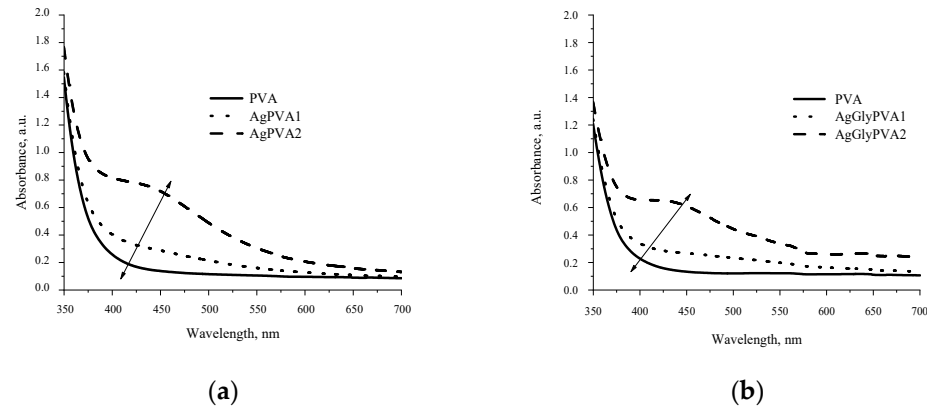 2.0
1.8
1.6
1.4
1.2
1.0
0.8
0.6
0.4
0.2
0.0
Absorbance, a.u.
PVA
AgPVA1
AgPVA2
350 400 450 500 550 600 650 700
Wavelength, nm
(a)
2.0
1.8
1.6
1.4
1.2
1.0
0.8
0.6
0.4
0.2
0.0
Absorbance, a.u.
PVA
AgGlyPVA1
AgGlyPVA2
350 400 450 500 550 600 650 700
Wavelength, nm
(b)